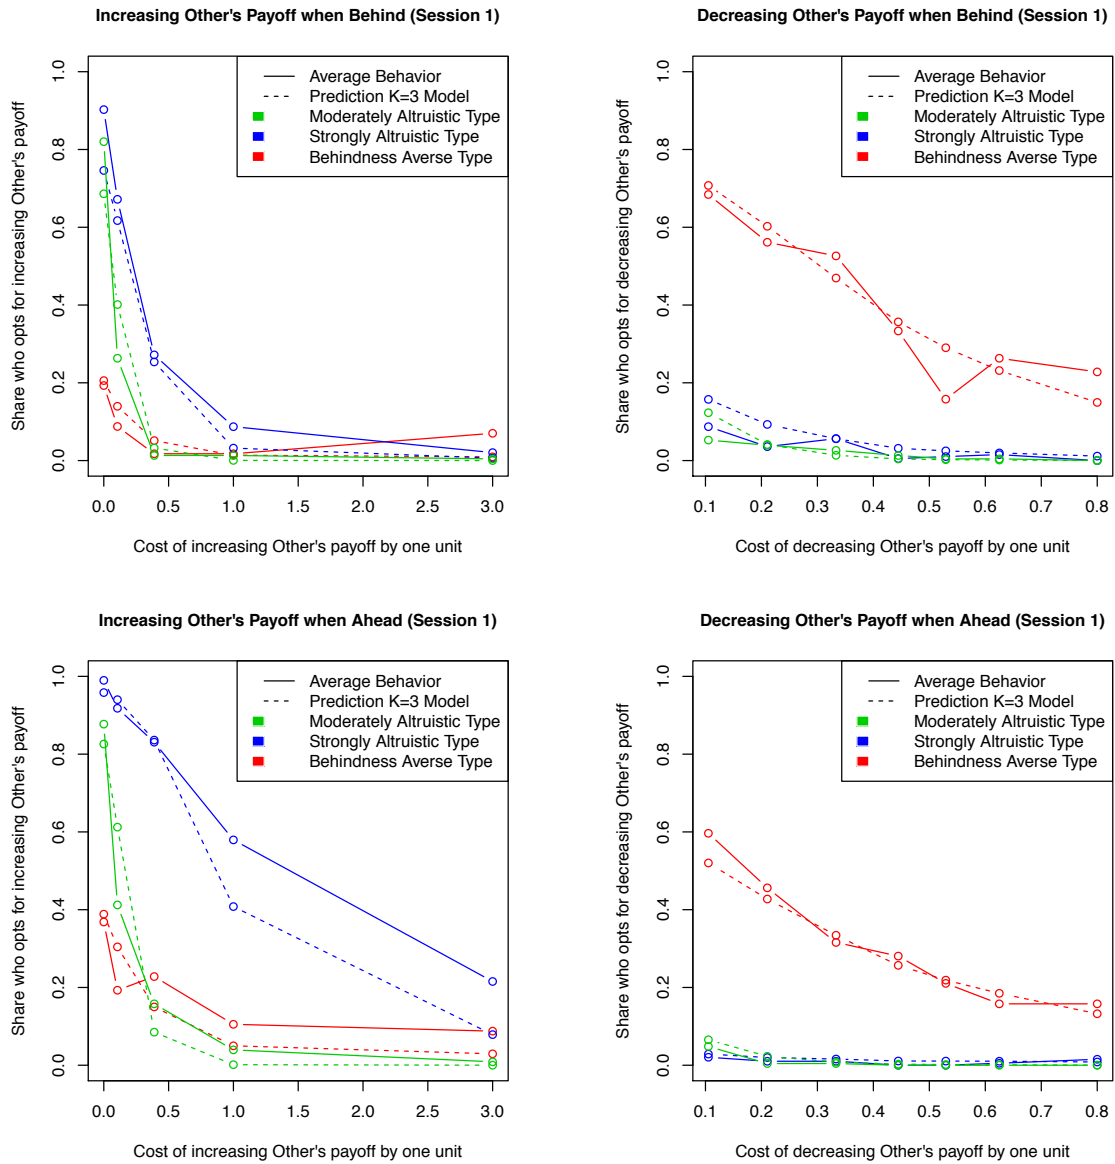 Increasing Other's Payoff when Behind (Session 1)
Share who opts for increasing Other's payoff
1.0
0.8
0.6
0.4
0.2
0.0
Average Behavior
Prediction K=3 Model
Moderately Altruistic Type
Strongly Altruistic Type
Behindness Averse Type
0.0 0.5 1.0 1.5 2.0 2.5 3.0
Cost of increasing Other's payoff by one unit
Decreasing Other's Payoff when Behind (Session 1)
Share who opts for decreasing Other's payoff
1.0
0.8
0.6
0.4
0.2
0.0
Average Behavior
Prediction K=3 Model
Moderately Altruistic Type
Strongly Altruistic Type
Behindness Averse Type
0.1 0.2 0.3 0.4 0.5 0.6 0.7 0.8
Cost of decreasing Other's payoff by one unit
Increasing Other's Payoff when Ahead (Session 1)
Share who opts for increasing Other's payoff
1.0
0.8
0.6
0.4
0.2
0.0
Average Behavior
Prediction K=3 Model
Moderately Altruistic Type
Strongly Altruistic Type
Behindness Averse Type
0.0 0.5 1.0 1.5 2.0 2.5 3.0
Cost of increasing Other's payoff by one unit
Decreasing Other's Payoff when Ahead (Session 1)
Share who opts for decreasing Other's payoff
1.0
0.8
0.6
0.4
0.2
0.0
Average Behavior
Prediction K=3 Model
Moderately Altruistic Type
Strongly Altruistic Type
Behindness Averse Type
0.1 0.2 0.3 0.4 0.5 0.6 0.7 0.8
Cost of decreasing Other's payoff by one unit